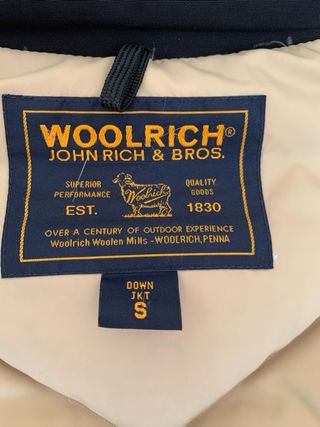 WOOLRICH®
JOHN RICH & BROS.
SUPERIOR QUALITY
PERFORMANCE Woolrich GOODS
EST. 1830
OVER A CENTURY OF OUTDOOR EXPERIENCE
Woolrich Woolen Mills - WOOLRICH, PENNA
DOWN
JKT
S